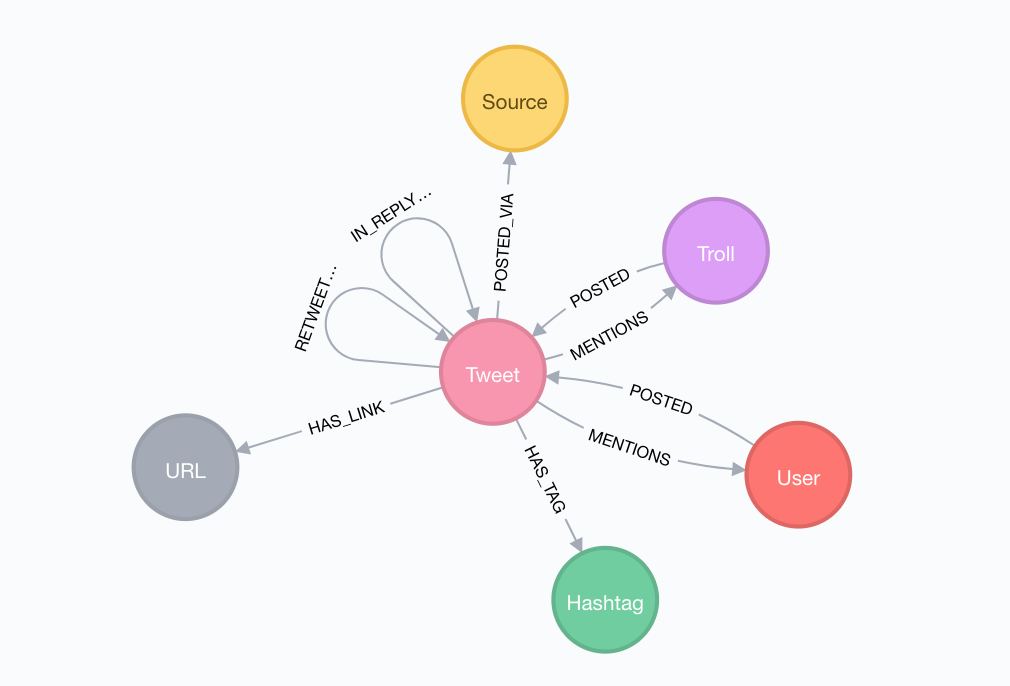 Source
IN_REPLY…
POSTED_VIA
Troll
RETWEET…
POSTED
MENTIONS
Tweet
POSTED
HAS_LINK
MENTIONS
URL
HAS_TAG
User
Hashtag